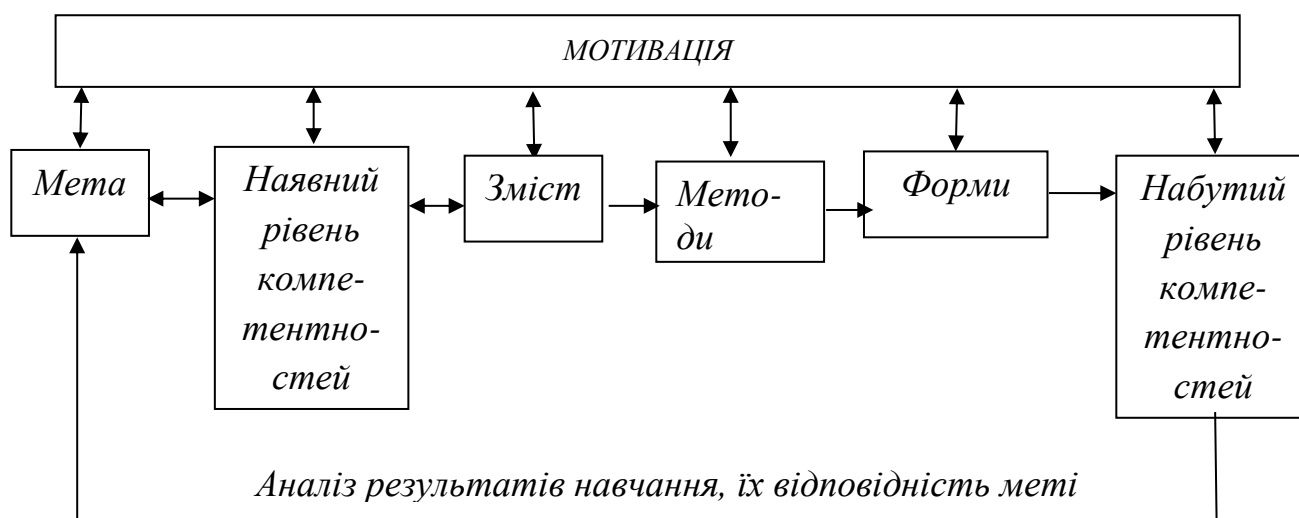 МОТИВАЦІЯ
Мета
Наявний
рівень
компе-
тентно-
стей
Зміст
Мето-
ди
Форми
Набутий
рівень
компе-
тентно-
стей
Аналіз результатів навчання, їх відповідність меті